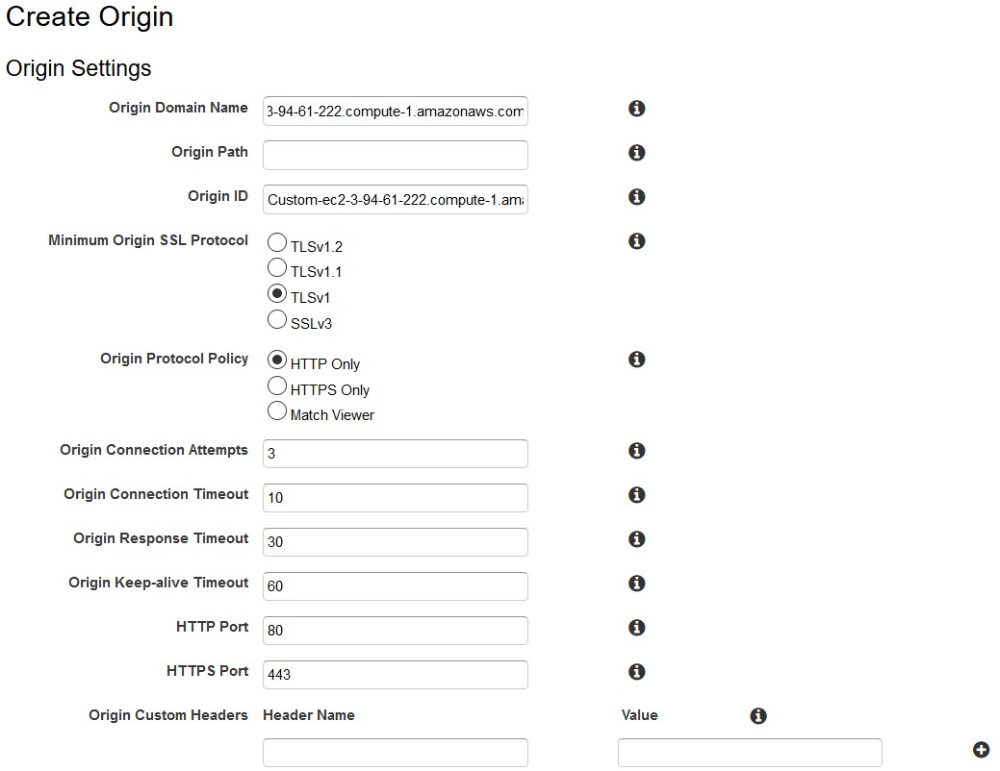 Create Origin
Origin Settings
Origin Domain Name 3-94-61-222.compute-1.amazonaws.com
Origin Path
Origin ID Custom-ec2-3-94-61-222.compute-1.ama
Minimum Origin SSL Protocol TLSv1.2
TLSv1.1
TLSv1
SSLv3
Origin Protocol Policy HTTP Only
HTTPS Only
Match Viewer
Origin Connection Attempts 3
Origin Connection Timeout 10
Origin Response Timeout 30
Origin Keep-alive Timeout 60
HTTP Port 80
HTTPS Port 443
Origin Custom Headers Header Name Value